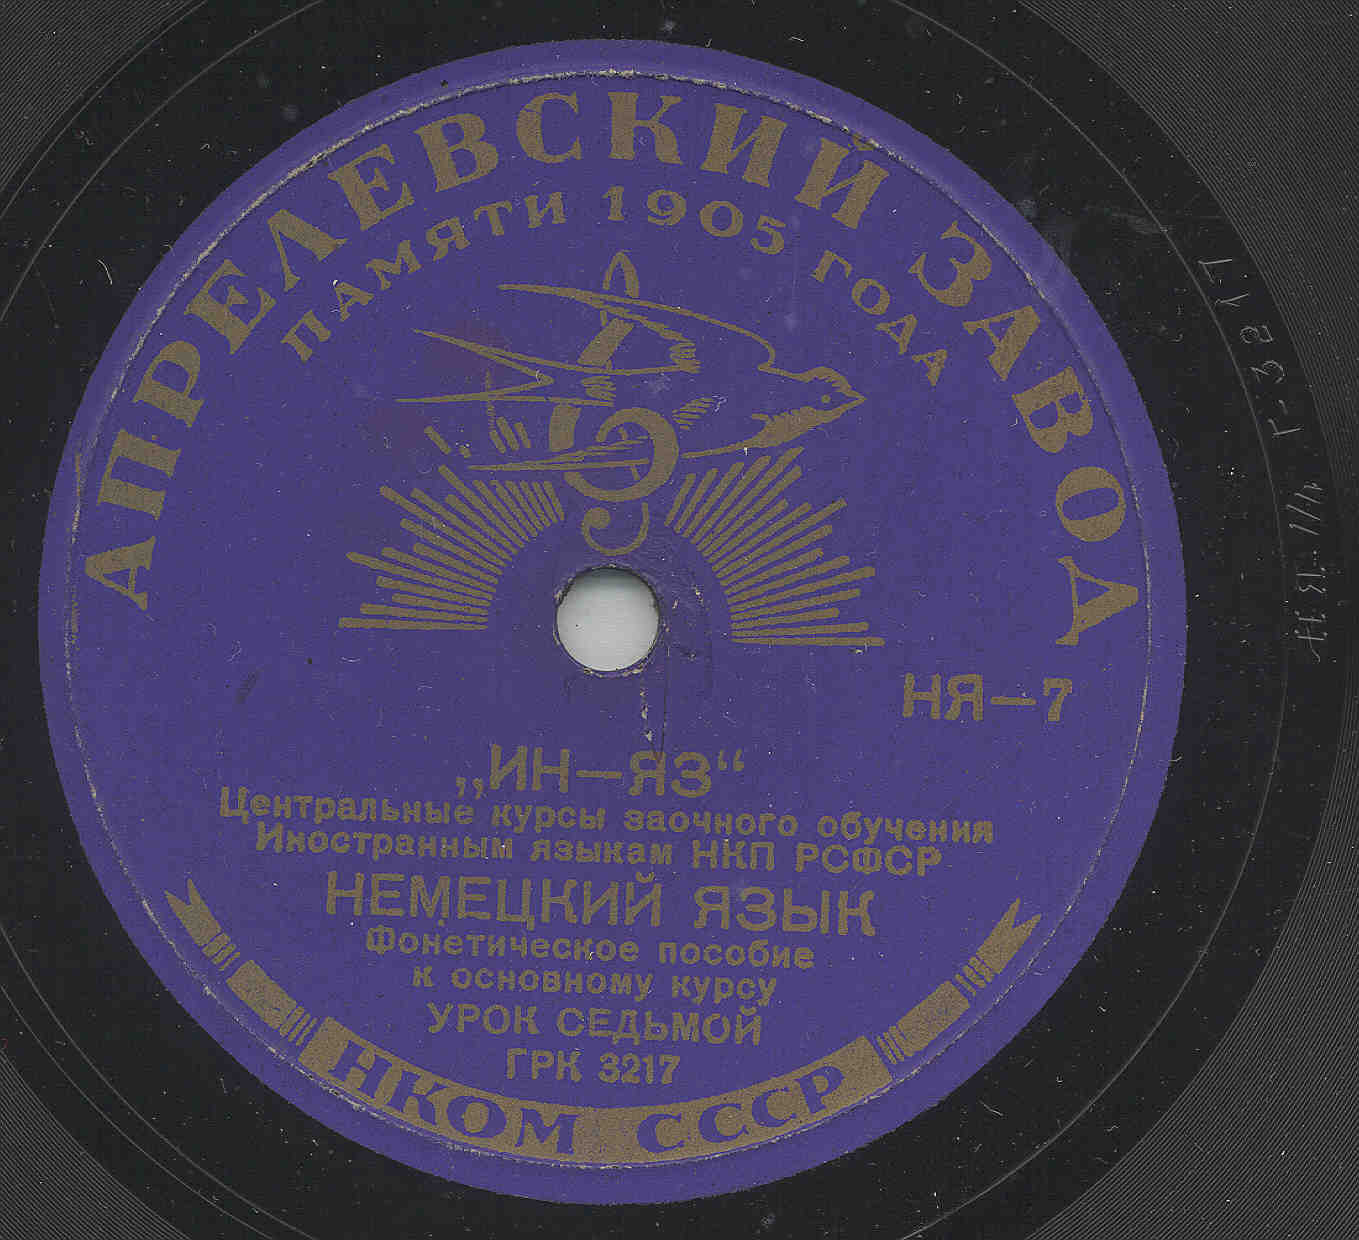 АПРЕЛЕВСКИЙ ЗАВОД
ПАМЯТИ 1905 ГОДА
НЯ—7
„ИН—ЯЗ“
Центральные курсы заочного обучения
Иностранным языкам НКП РСФСР
НЕМЕЦКИЙ ЯЗЫК
Фонетическое пособие
к основному курсу
УРОК СЕДЬМОЙ
ГРК 3217
НКОМ СССР
Г-3217